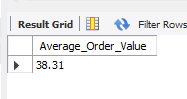 Result Grid Filter Rows
Average_Order_Value
38.31